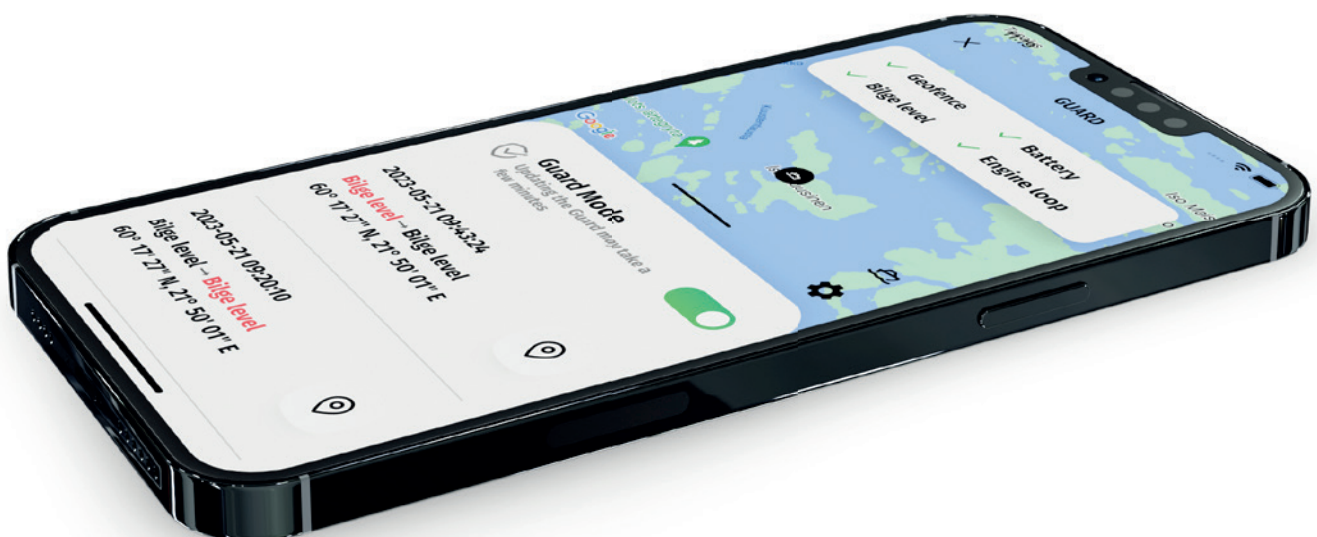 GUARD
Geofence
Battery
Bilge level
Engine loop
Google
Guard Mode
Updating the Guard may take a
few minutes
2023-05-21 09:43:24
Bilge level → Bilge level
60° 17' 27" N, 21° 50' 01" E
2023-05-21 09:20:10
Bilge level → Bilge level
60° 17' 27" N, 21° 50' 01" E